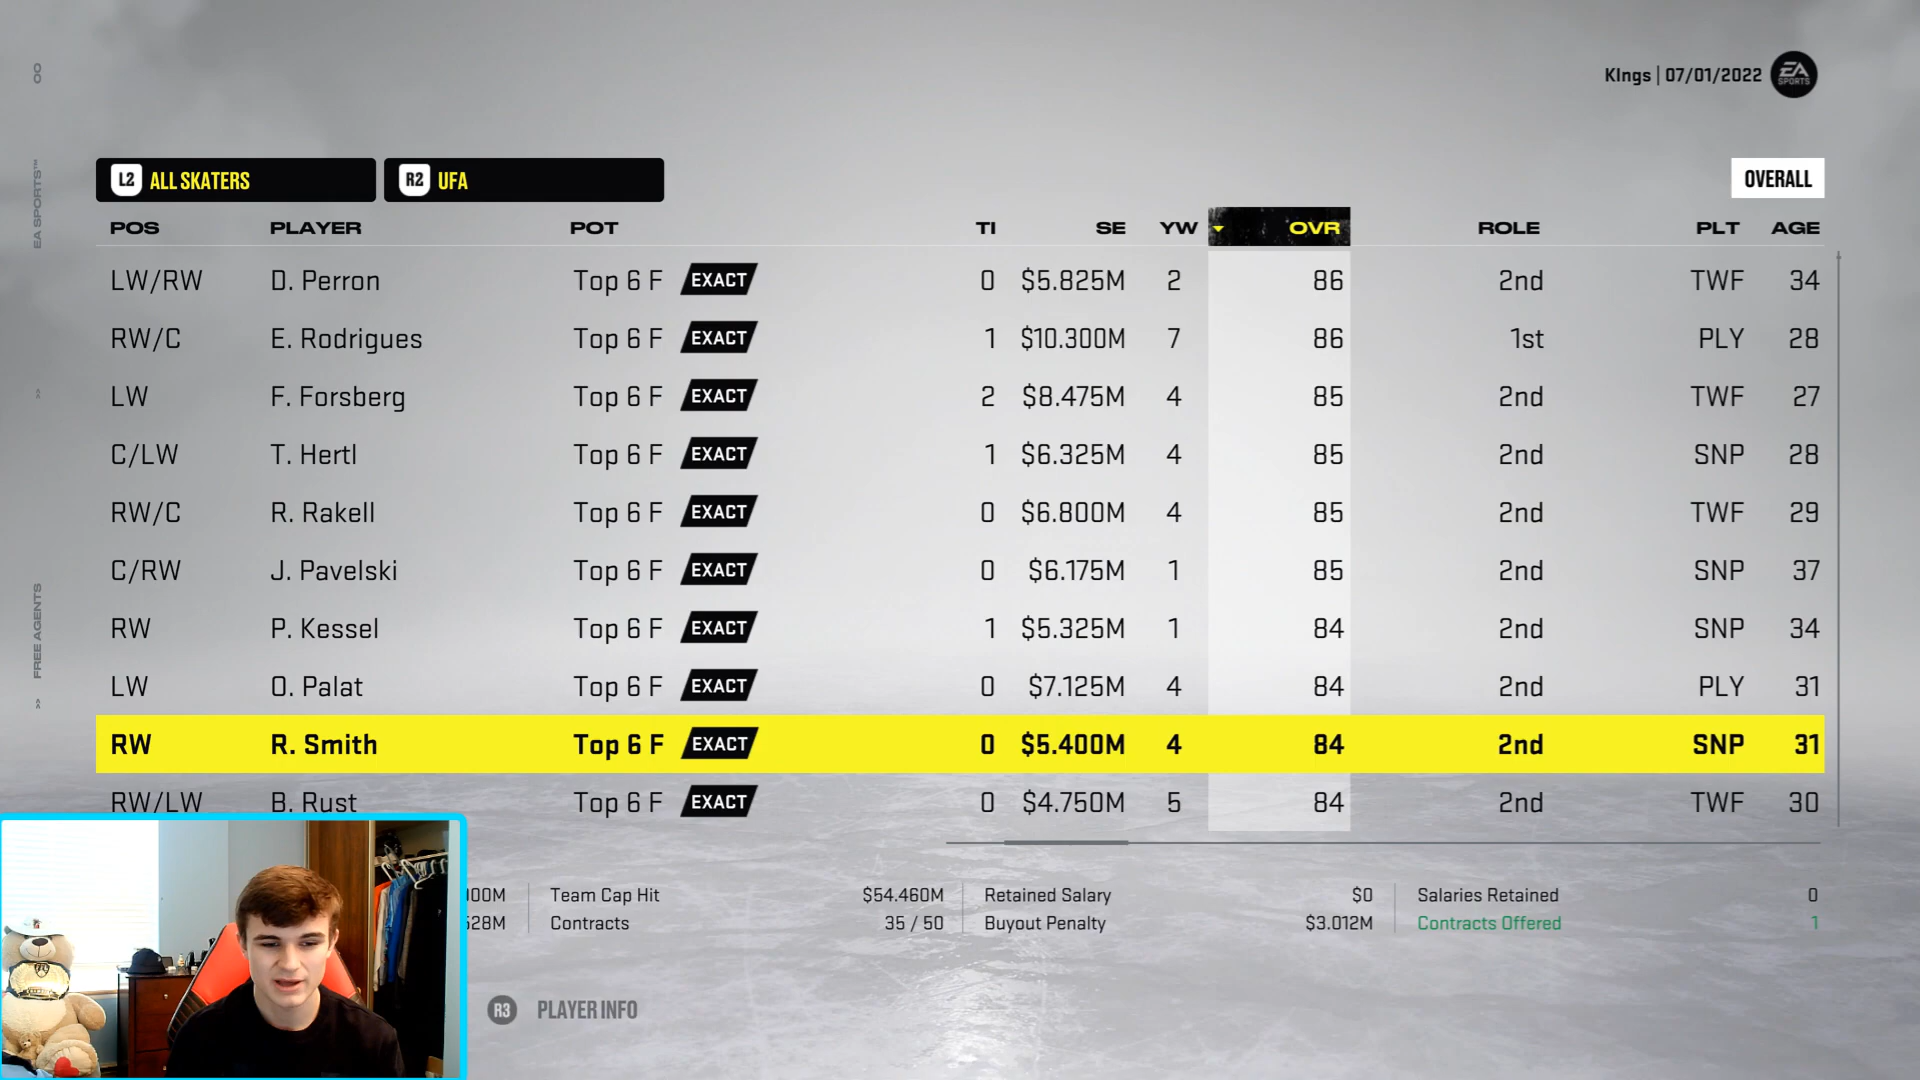 KIngs | 07/01/2022 EA SPORTS
L2 ALL SKATERS R2 UFA OVERALL
POS PLAYER POT TI SE YW OVR ROLE PLT AGE
LW/RW D. Perron Top 6 F EXACT 0 $5.825M 2 86 2nd TWF 34
RW/C E. Rodrigues Top 6 F EXACT 1 $10.300M 7 86 1st PLY 28
LW F. Forsberg Top 6 F EXACT 2 $8.475M 4 85 2nd TWF 27
C/LW T. Hertl Top 6 F EXACT 1 $6.325M 4 85 2nd SNP 28
RW/C R. Rakell Top 6 F EXACT 0 $6.800M 4 85 2nd TWF 29
C/RW J. Pavelski Top 6 F EXACT 0 $6.175M 1 85 2nd SNP 37
RW P. Kessel Top 6 F EXACT 1 $5.325M 1 84 2nd SNP 34
LW O. Palat Top 6 F EXACT 0 $7.125M 4 84 2nd PLY 31
RW R. Smith Top 6 F EXACT 0 $5.400M 4 84 2nd SNP 31
RW/LW B. Rust Top 6 F EXACT 0 $4.750M 5 84 2nd TWF 30
Team Cap Hit $54.460M Retained Salary $0 Salaries Retained 0
Contracts 35 / 50 Buyout Penalty $3.012M Contracts Offered 1
R3 PLAYER INFO
EA SPORTS™
>>
FREE AGENTS
>>